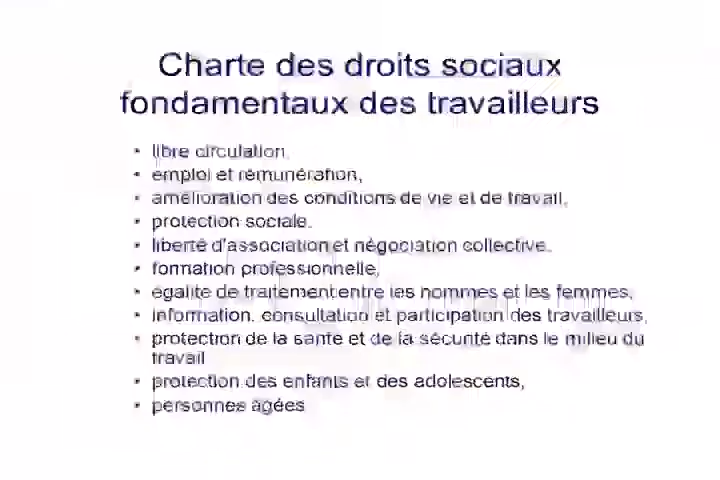 Charte des droits sociaux
fondamentaux des travailleurs
• libre circulation,
• emploi et rémunération,
• amélioration des conditions de vie et de travail,
• protection sociale,
• liberté d'association et négociation collective,
• formation professionnelle,
• égalité de traitement entre les hommes et les femmes,
• information, consultation et participation des travailleurs,
• protection de la santé et de la sécurité dans le milieu du
travail
• protection des enfants et des adolescents,
• personnes agées